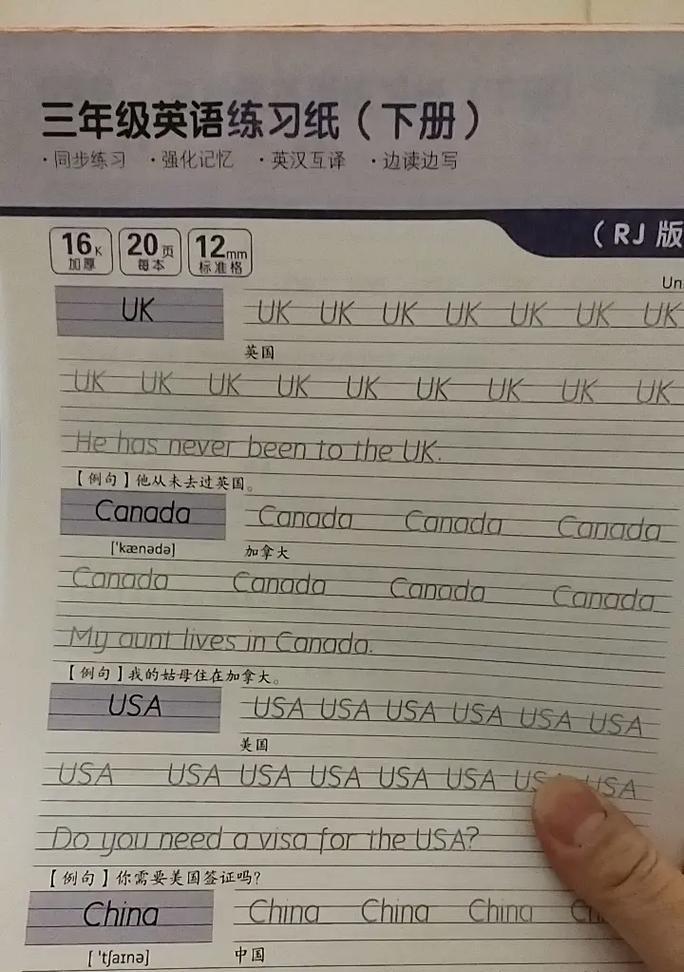 三年级英语练习纸（下册）
·同步练习 ·强化记忆 ·英汉互译 ·边读边写
（RJ 版
16K 加厚 20页 每本 12mm 标准格
Un
UK UK UK UK UK UK UK UK
英国
UK UK UK UK UK UK UK UK UK
He has never been to the UK.
【例句】他从未去过英国。
Canada Canada Canada Canada
['kænədə] 加拿大
Canada Canada Canada Canada
My aunt lives in Canada.
【例句】我的姑母住在加拿大。
USA USA USA USA USA USA USA
美国
USA USA USA USA USA USA USA USA
Do you need a visa for the USA?
【例句】你需要美国签证吗？
China China China China
['tʃaɪnə] 中国